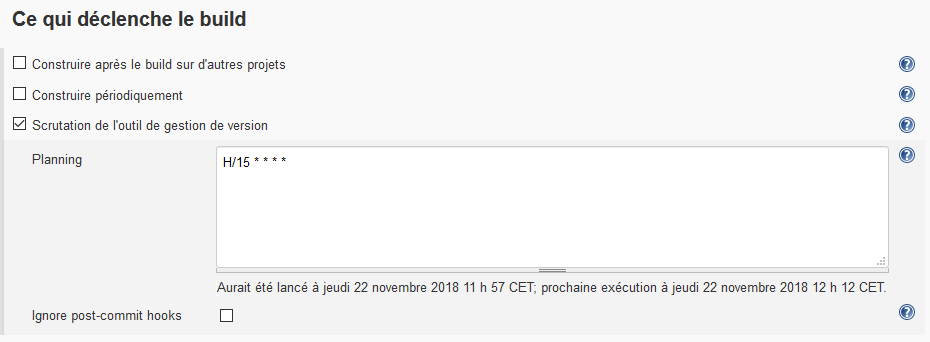 Ce qui déclenche le build
Construire après le build sur d'autres projets
Construire périodiquement
Scrutation de l'outil de gestion de version
Planning
H/15 * * * *
Aurait été lancé à jeudi 22 novembre 2018 11 h 57 CET; prochaine exécution à jeudi 22 novembre 2018 12 h 12 CET.
Ignore post-commit hooks